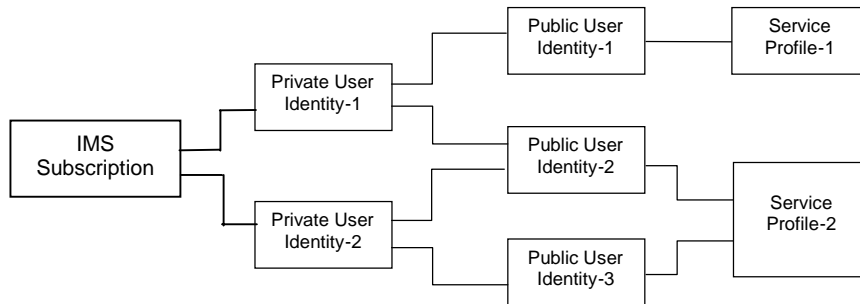 IMS
Subscription
Private User
Identity-1
Private User
Identity-2
Public User
Identity-1
Public User
Identity-2
Public User
Identity-3
Service
Profile-1
Service
Profile-2